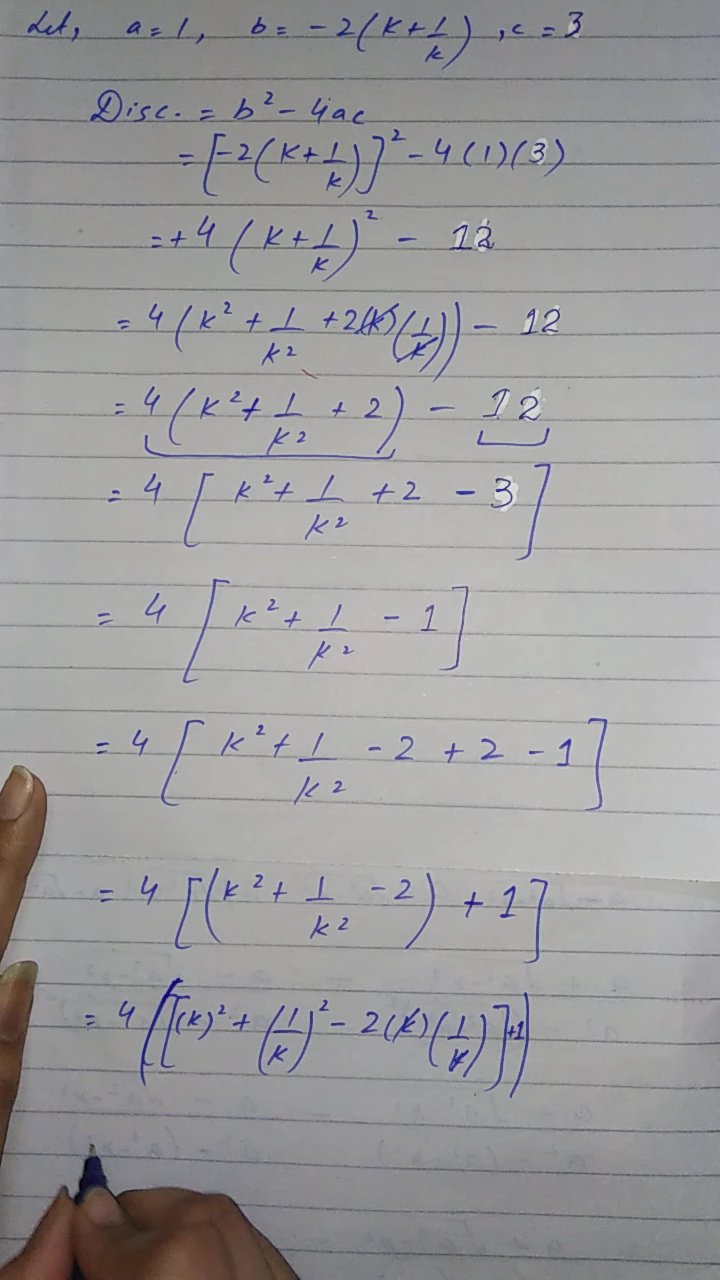 Let, a = 1, b = -2(k+1/k), c = 3
Disc. = b² - 4ac
= [-2(k+1/k)]² - 4(1)(3)
= +4(k+1/k)² - 12
= 4(k² + 1/k² + 2(k)(1/k)) - 12
= 4(k² + 1/k² + 2) - 12
= 4[k² + 1/k² + 2 - 3]
= 4[k² + 1/k² - 1]
= 4[k² + 1/k² - 2 + 2 - 1]
= 4[(k² + 1/k² - 2) + 1]
= 4([(k)² + (1/k)² - 2(k)(1/k)]+1)